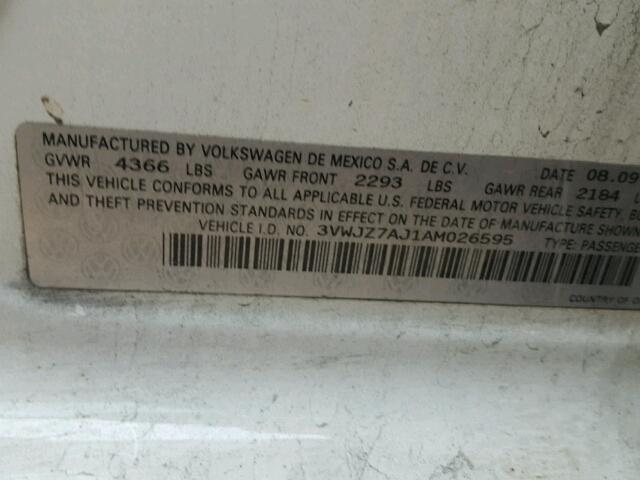 MANUFACTURED BY VOLKSWAGEN DE MEXICO S.A. DE C.V. DATE 08.09
GVWR 4366 LBS GAWR FRONT 2293 LBS GAWR REAR 2184
THIS VEHICLE CONFORMS TO ALL APPLICABLE U.S. FEDERAL MOTOR VEHICLE SAFETY,
AND THEFT PREVENTION STANDARDS IN EFFECT ON THE DATE OF MANUFACTURE SHOWN
VEHICLE I.D. NO. 3VWJZ7AJ1AM026595 TYPE: PASSENGE
COUNTRY OF